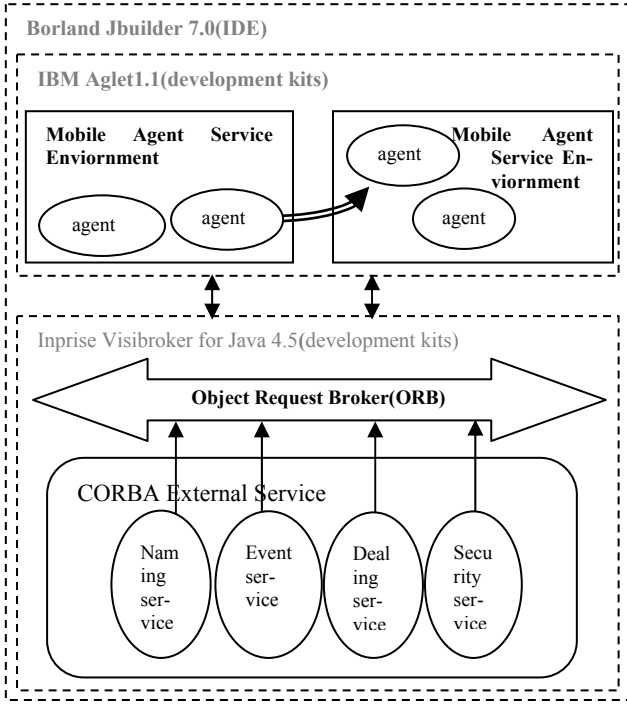 Borland Jbuilder 7.0(IDE)
IBM Aglet1.1(development kits)
Mobile Agent Service
Enviornment
agent
agent
Mobile Agent
Service En-
viornment
agent
agent
Inprise Visibroker for Java 4.5(development kits)
Object Request Broker(ORB)
CORBA External Service
Nam
ing
ser-
vice
Event
ser-
vice
Deal
ing
ser-
vice
Secu
rity
ser-
vice